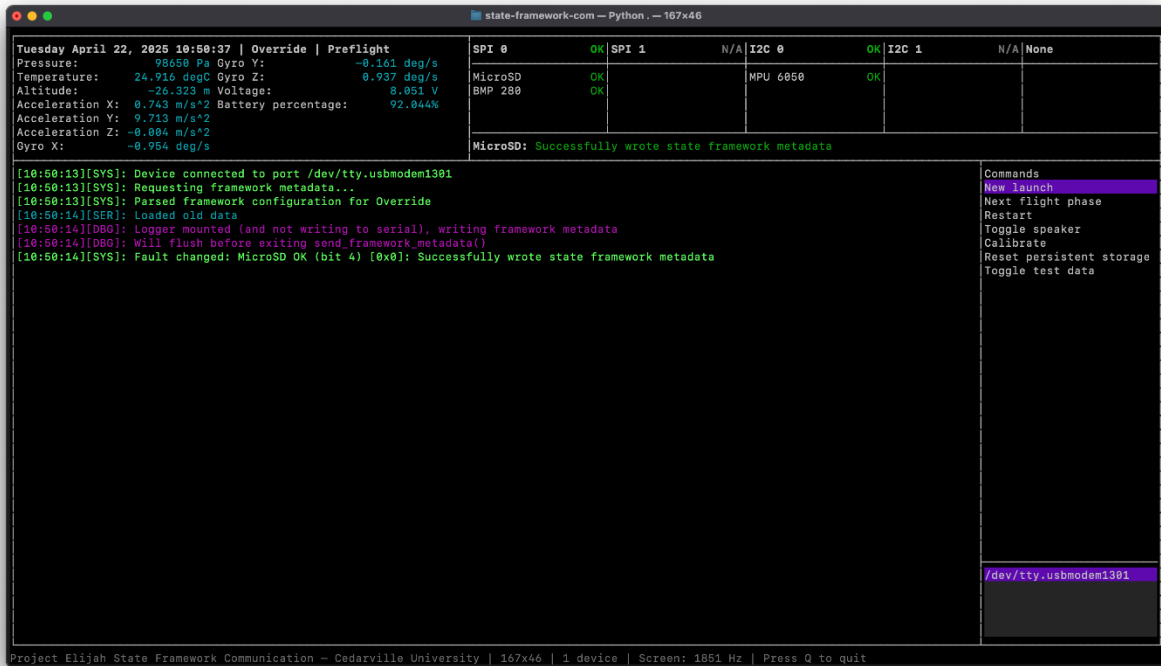 state-framework-com — Python . — 167×46
Tuesday April 22, 2025 10:50:37 | Override | Preflight
Pressure: 98650 Pa Gyro Y: -0.161 deg/s
Temperature: 24.916 degC Gyro Z: 0.937 deg/s
Altitude: -26.323 m Voltage: 8.051 V
Acceleration X: 0.743 m/s^2 Battery percentage: 92.044%
Acceleration Y: 9.713 m/s^2
Acceleration Z: -0.004 m/s^2
Gyro X: -0.954 deg/s
SPI 0 OK SPI 1 N/A I2C 0 OK I2C 1 N/A None
MicroSD OK MPU 6050 OK
BMP 280 OK
MicroSD: Successfully wrote state framework metadata
[10:50:13][SYS]: Device connected to port /dev/tty.usbmodem1301
[10:50:13][SYS]: Requesting framework metadata...
[10:50:13][SYS]: Parsed framework configuration for Override
[10:50:14][SER]: Loaded old data
[10:50:14][DBG]: Logger mounted (and not writing to serial), writing framework metadata
[10:50:14][DBG]: Will flush before exiting send_framework_metadata()
[10:50:14][SYS]: Fault changed: MicroSD OK (bit 4) [0x0]: Successfully wrote state framework metadata
Commands
New launch
Next flight phase
Restart
Toggle speaker
Calibrate
Reset persistent storage
Toggle test data
/dev/tty.usbmodem1301
Project Elijah State Framework Communication — Cedarville University | 167x46 | 1 device | Screen: 1851 Hz | Press Q to quit